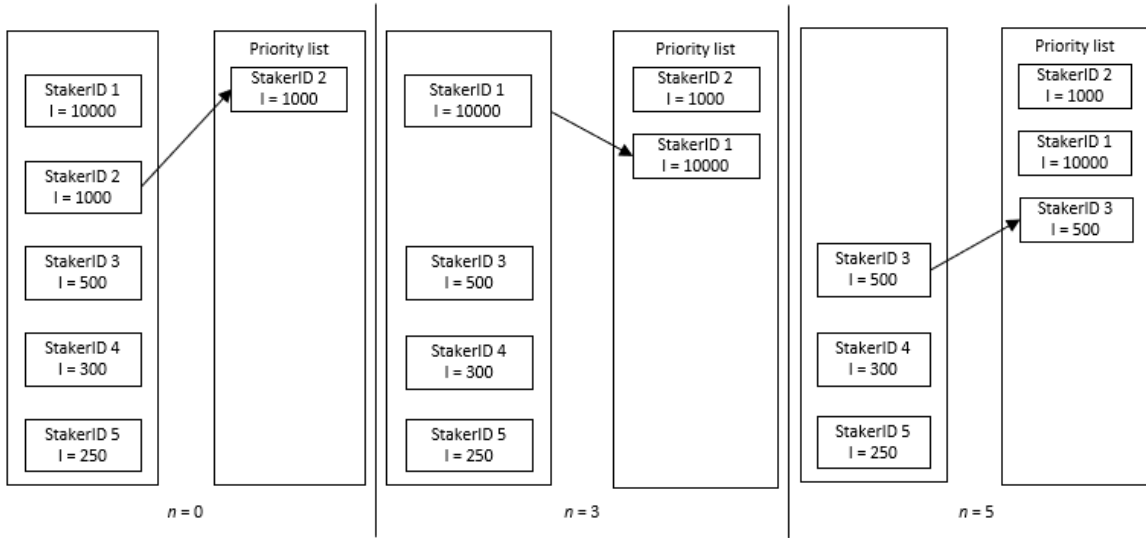 StakerID 1
I = 10000
StakerID 2
I = 1000
StakerID 3
I = 500
StakerID 4
I = 300
StakerID 5
I = 250
Priority list
StakerID 2
I = 1000
n = 0
StakerID 1
I = 10000
StakerID 3
I = 500
StakerID 4
I = 300
StakerID 5
I = 250
Priority list
StakerID 2
I = 1000
StakerID 1
I = 10000
n = 3
StakerID 3
I = 500
StakerID 4
I = 300
StakerID 5
I = 250
Priority list
StakerID 2
I = 1000
StakerID 1
I = 10000
StakerID 3
I = 500
n = 5